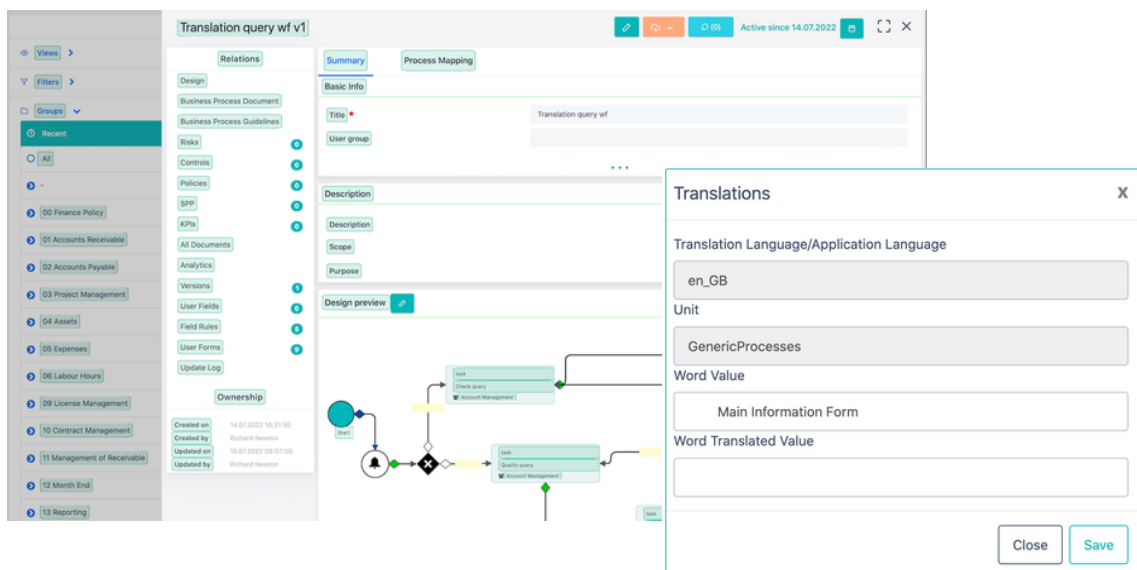 Views
Filters
Groups
Recent
All
-
00 Finance Policy
01 Accounts Receivable
02 Accounts Payable
03 Project Management
04 Assets
05 Expenses
06 Labour Hours
09 License Management
10 Contract Management
11 Management of Receivable
12 Month End
13 Reporting
Translation query wf v1
(0)
Active since 14.07.2022
Relations
Design
Business Process Document
Business Process Guidelines
Risks 0
Controls 0
Policies 0
SPP 0
KPIs 0
All Documents
Analytics
Versions 1
User Fields 0
Field Rules
User Forms
Update Log
Ownership
Created on 14.07.2022 10:21:30
Created by Richard Newton
Updated on 15.07.2022 08:57:50
Updated by Richard Newton
Summary Process Mapping
Basic Info
Title * Translation query wf
User group
...
Description
Description
Scope
Purpose
Design preview
Start
task
Check query
Account Management
task
Qualify query
Account Management
task
Translations X
Translation Language/Application Language
en_GB
Unit
GenericProcesses
Word Value
Main Information Form
Word Translated Value
Close Save